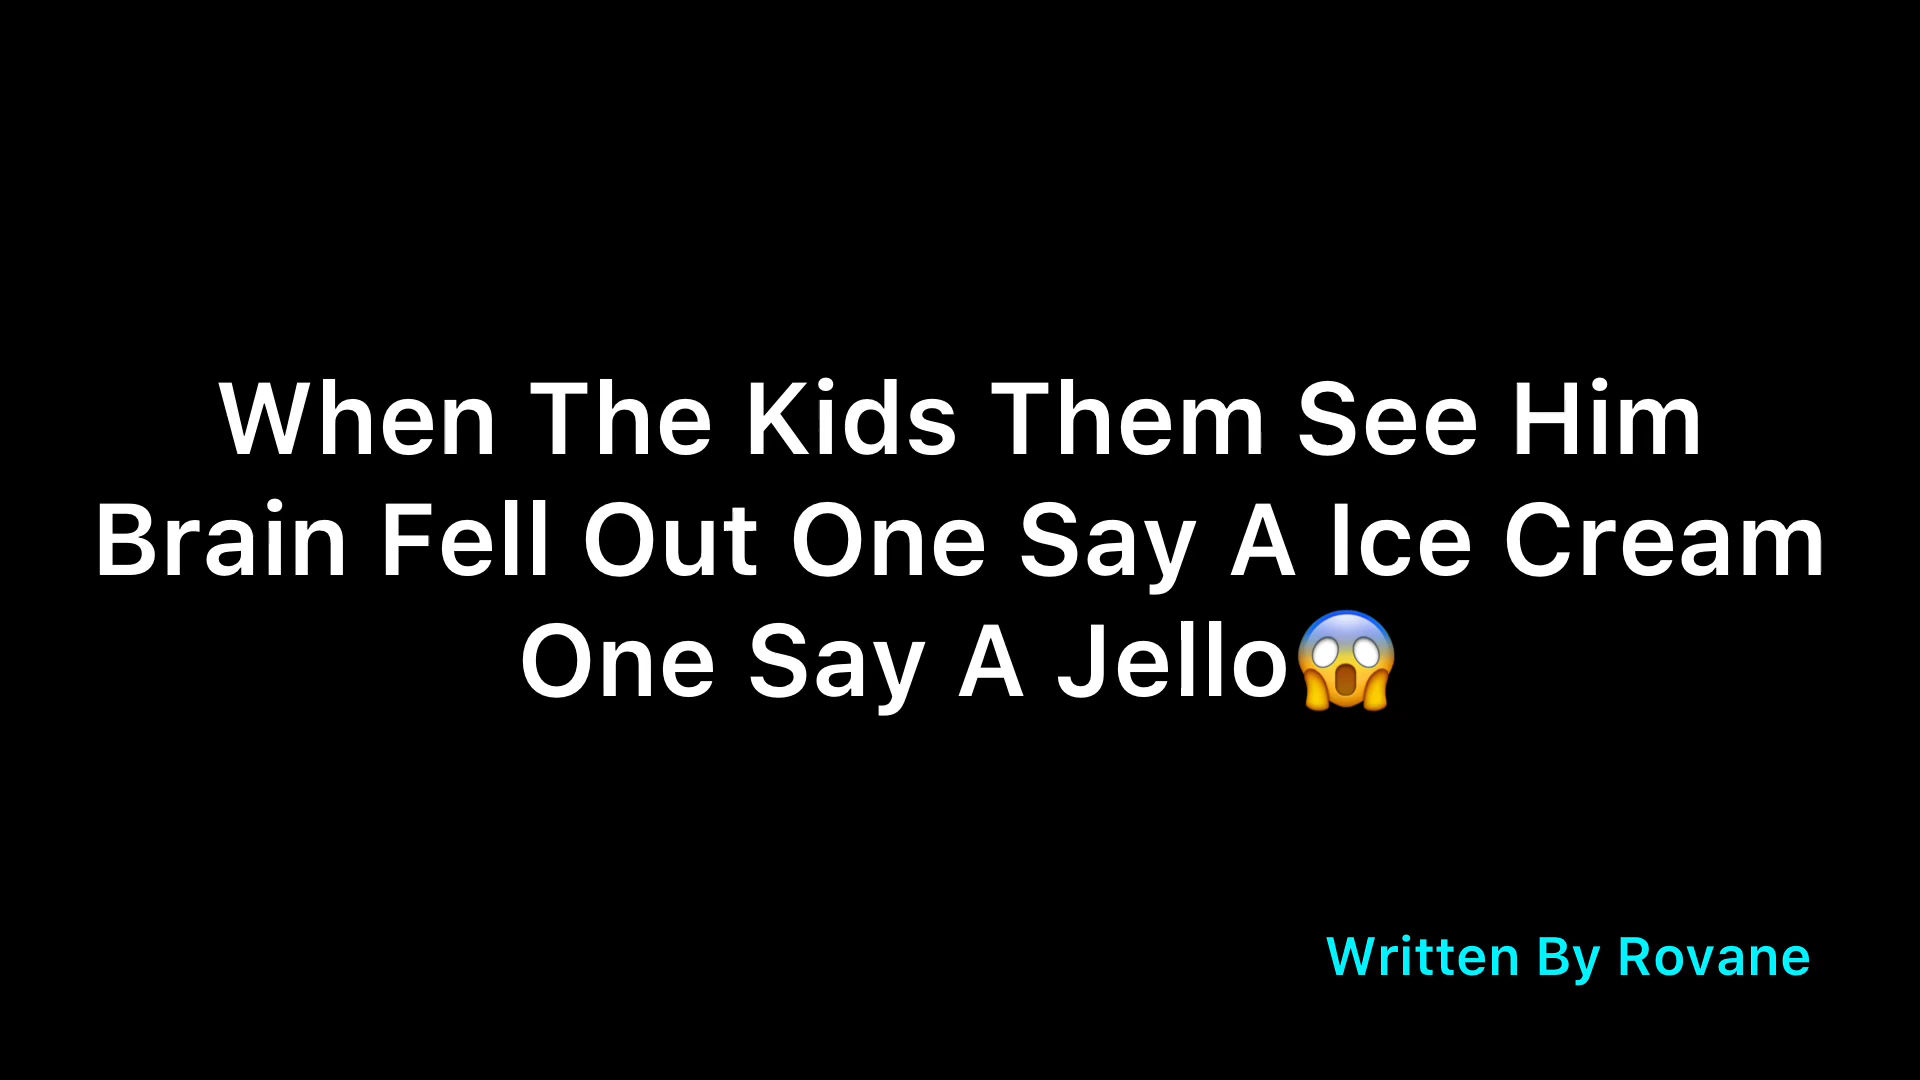 When The Kids Them See Him
Brain Fell Out One Say A Ice Cream
One Say A Jello😱
Written By Rovane